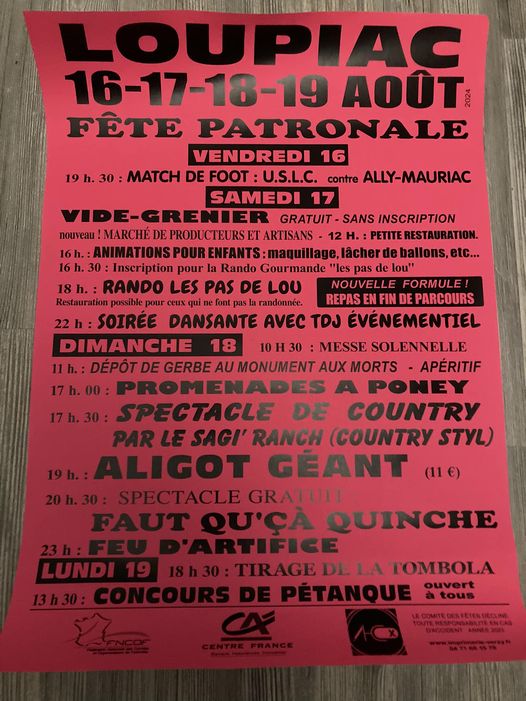 LOUPIAC
16-17-18-19 AOÛT 2024
FÊTE PATRONALE
VENDREDI 16
19 h. 30 : MATCH DE FOOT : U.S.L.C. contre ALLY-MAURIAC
SAMEDI 17
VIDE-GRENIER GRATUIT - SANS INSCRIPTION
nouveau ! MARCHÉ DE PRODUCTEURS ET ARTISANS - 12 H. : PETITE RESTAURATION.
16 h. : ANIMATIONS POUR ENFANTS : maquillage, lâcher de ballons, etc...
16 h. 30 : Inscription pour la Rando Gourmande "les pas de lou"
18 h. : RANDO LES PAS DE LOU
NOUVELLE FORMULE !
REPAS EN FIN DE PARCOURS
Restauration possible pour ceux qui ne font pas la randonnée.
22 h : SOIRÉE DANSANTE AVEC TDJ ÉVÉNEMENTIEL
DIMANCHE 18 10 H 30 : MESSE SOLENNELLE
11 h. : DÉPÔT DE GERBE AU MONUMENT AUX MORTS - APÉRITIF
17 h. 00 : PROMENADES A PONEY
17 h. 30 : SPECTACLE DE COUNTRY
PAR LE SAGI' RANCH (COUNTRY STYL)
19 h. : ALIGOT GÉANT (11 €)
20 h. 30 : SPECTACLE GRATUIT :
FAUT QU'ÇÀ QUINCHE
23 h : FEU D'ARTIFICE
LUNDI 19 18 h 30 : TIRAGE DE LA TOMBOLA
13 h 30 : CONCOURS DE PÉTANQUE ouvert à tous
FNCOF
CA
CENTRE FRANCE
LE COMITÉ DES FÊTES DÉCLINE
TOUTE RESPONSABILITÉ EN CAS